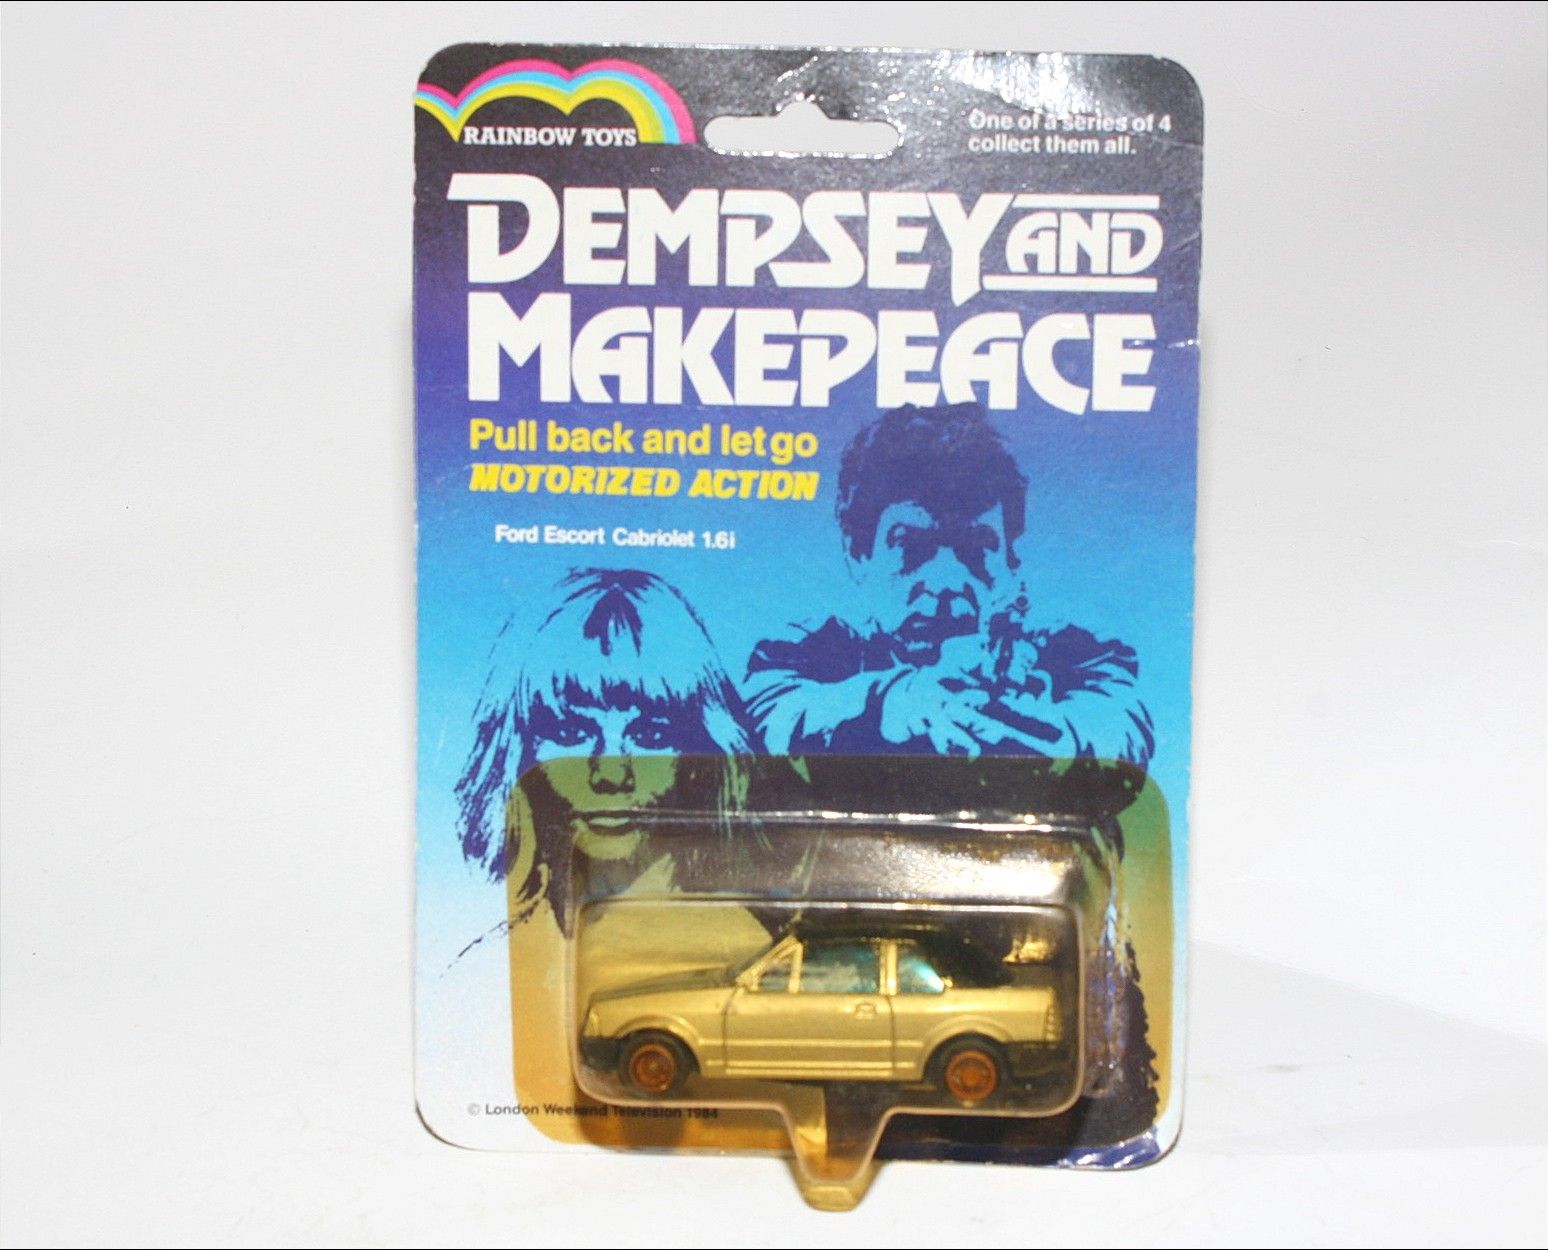 RAINBOW TOYS
One of a series of 4
collect them all.
DEMPSEY AND
MAKEPEACE
Pull back and let go
MOTORIZED ACTION
Ford Escort Cabriolet 1.6i
© London Weekend Television 1984